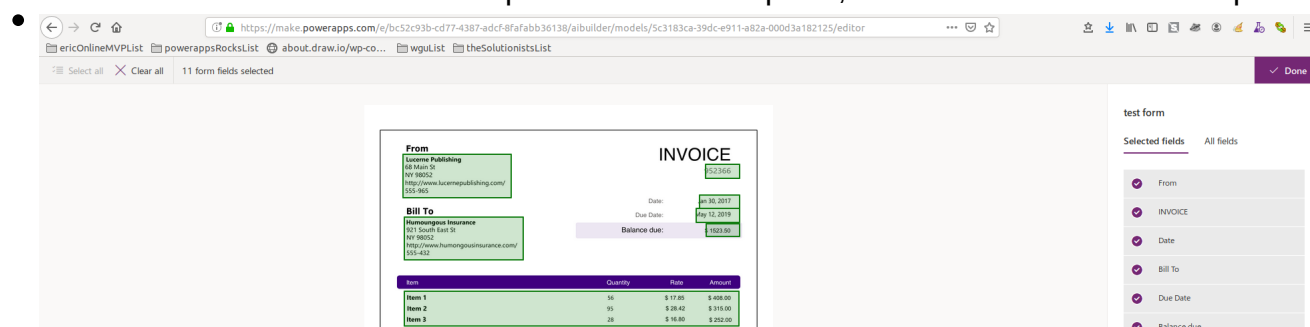 https://make.powerapps.com/e/bc52c93b-cd77-4387-adcf-8fafabb36138/aibuilder/models/5c3183ca-39dc-e911-a82a-000d3a182125/editor
ericOnlineMVPList powerappsRocksList about.draw.io/wp-co... wguList theSolutionistsList
Select all Clear all 11 form fields selected
Done
test form
Selected fields All fields
From
INVOICE
Date
Bill To
Due Date
Balance due
From
Lucerne Publishing
68 Main St
NY 98052
http://www.lucernepublishing.com/
555-965
INVOICE
952366
Date: Jan 30, 2017
Due Date: May 12, 2019
Balance due: $ 1523.50
Bill To
Humoungous Insurance
921 South East St
NY 98052
http://www.humongousinsurance.com/
555-432
Item Quantity Rate Amount
Item 1 56 $ 17.85 $ 408.00
Item 2 95 $ 28.42 $ 315.00
Item 3 28 $ 16.80 $ 252.00